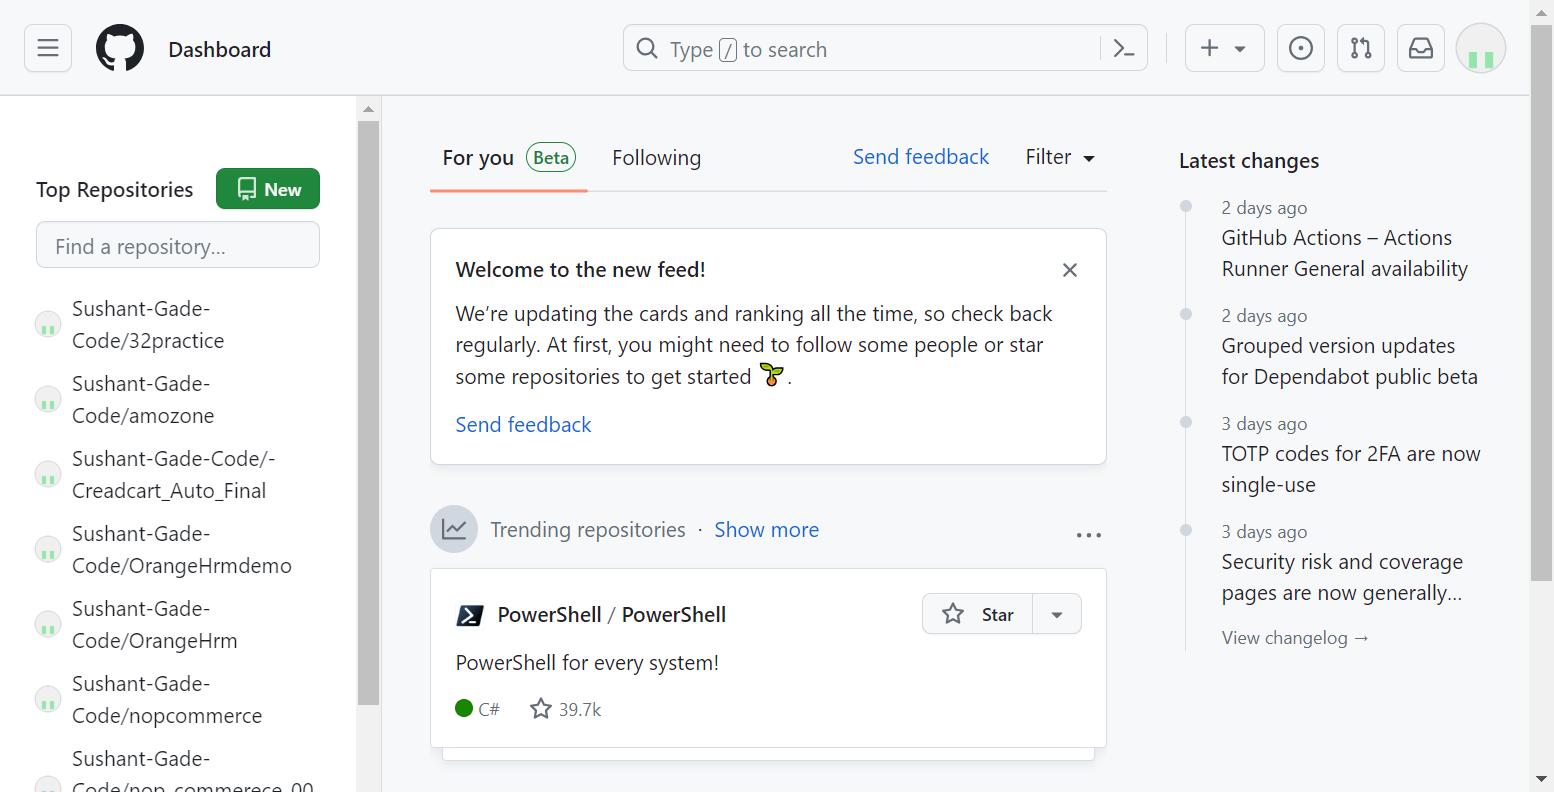 Dashboard
Type / to search
Top Repositories
New
Find a repository...
Sushant-Gade-
Code/32practice
Sushant-Gade-
Code/amozone
Sushant-Gade-Code/-
Creadcart_Auto_Final
Sushant-Gade-
Code/OrangeHrmdemo
Sushant-Gade-
Code/OrangeHrm
Sushant-Gade-
Code/nopcommerce
Sushant-Gade-
Code/nop_commerece_00
For you Beta
Following
Send feedback
Filter
Welcome to the new feed!
We’re updating the cards and ranking all the time, so check back
regularly. At first, you might need to follow some people or star
some repositories to get started 🌱.
Send feedback
Trending repositories · Show more
PowerShell / PowerShell
Star
PowerShell for every system!
C# 39.7k
Latest changes
2 days ago
GitHub Actions – Actions
Runner General availability
2 days ago
Grouped version updates
for Dependabot public beta
3 days ago
TOTP codes for 2FA are now
single-use
3 days ago
Security risk and coverage
pages are now generally...
View changelog →